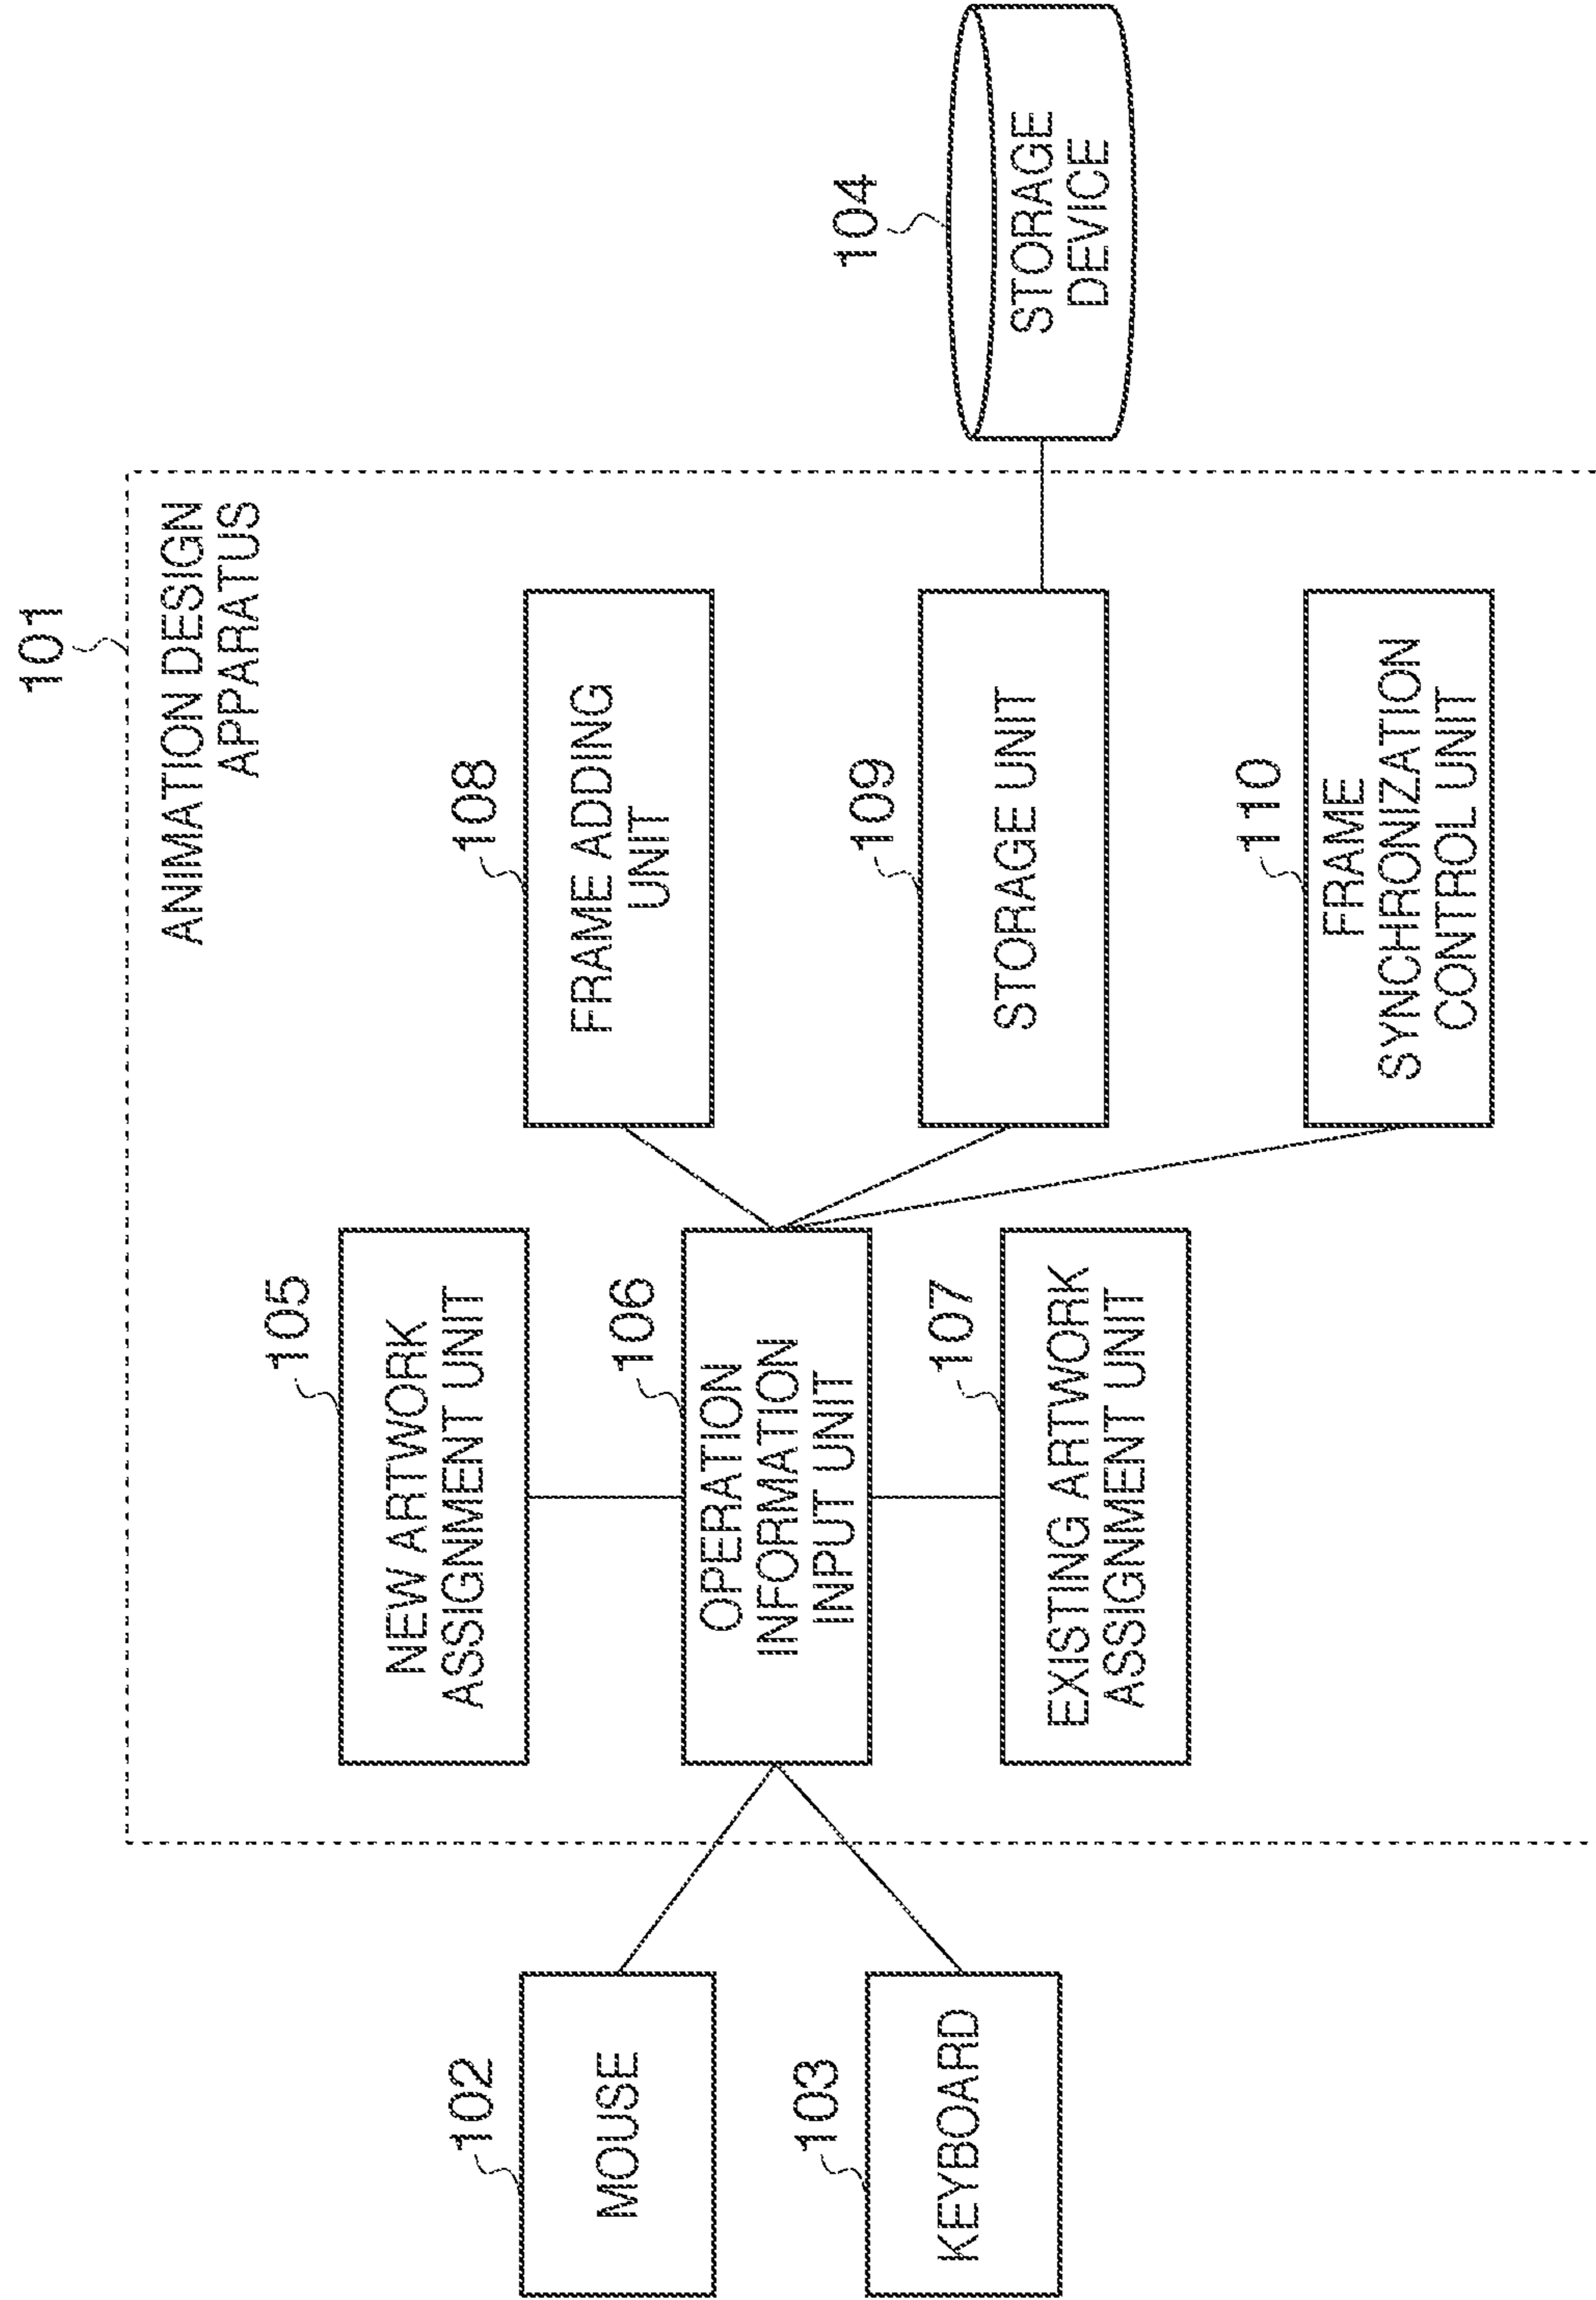 101
ANIMATION DESIGN
APPARATUS
102
MOUSE
103
KEYBOARD
105
NEW ARTWORK
ASSIGNMENT UNIT
106
OPERATION
INFORMATION
INPUT UNIT
107
EXISTING ARTWORK
ASSIGNMENT UNIT
108
FRAME ADDING
UNIT
109
STORAGE UNIT
110
FRAME
SYNCHRONIZATION
CONTROL UNIT
104
STORAGE
DEVICE